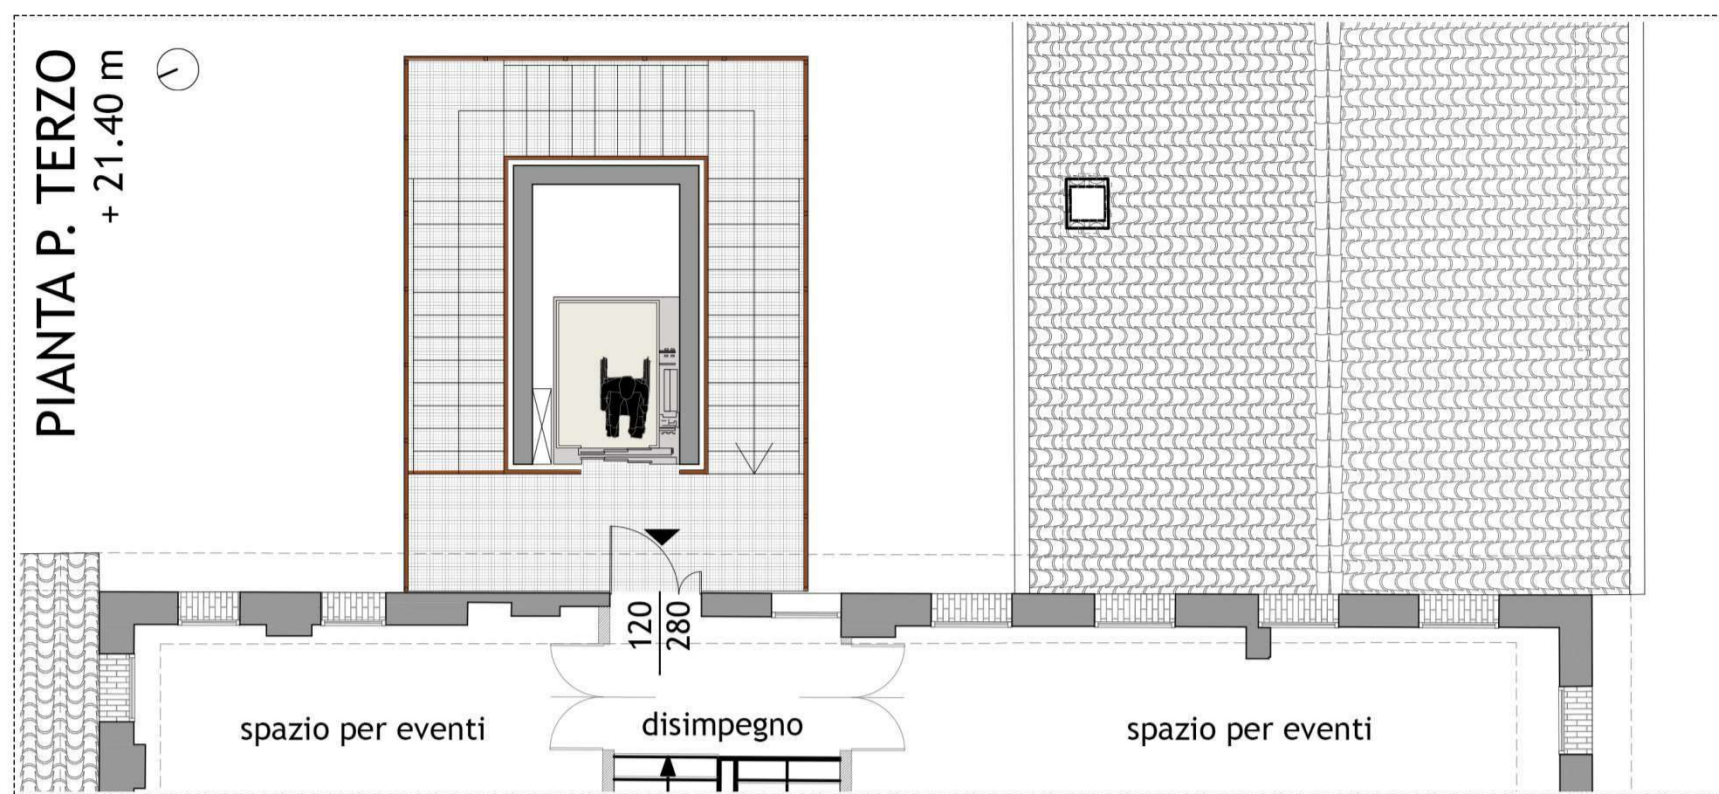 PIANTA P. TERZO
+ 21.40 m
120
280
spazio per eventi
disimpegno
spazio per eventi